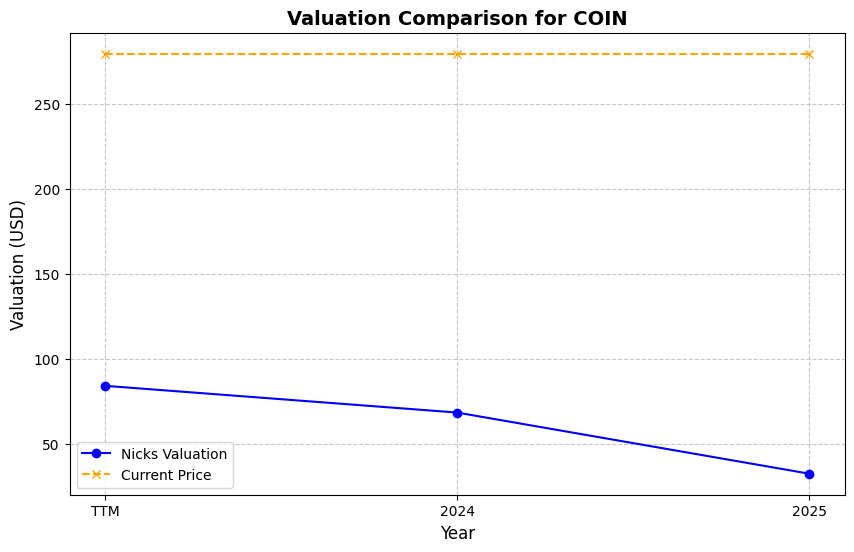 Valuation Comparison for COIN
Valuation (USD)
250
200
150
100
50
Nicks Valuation
Current Price
TTM
2024
2025
Year